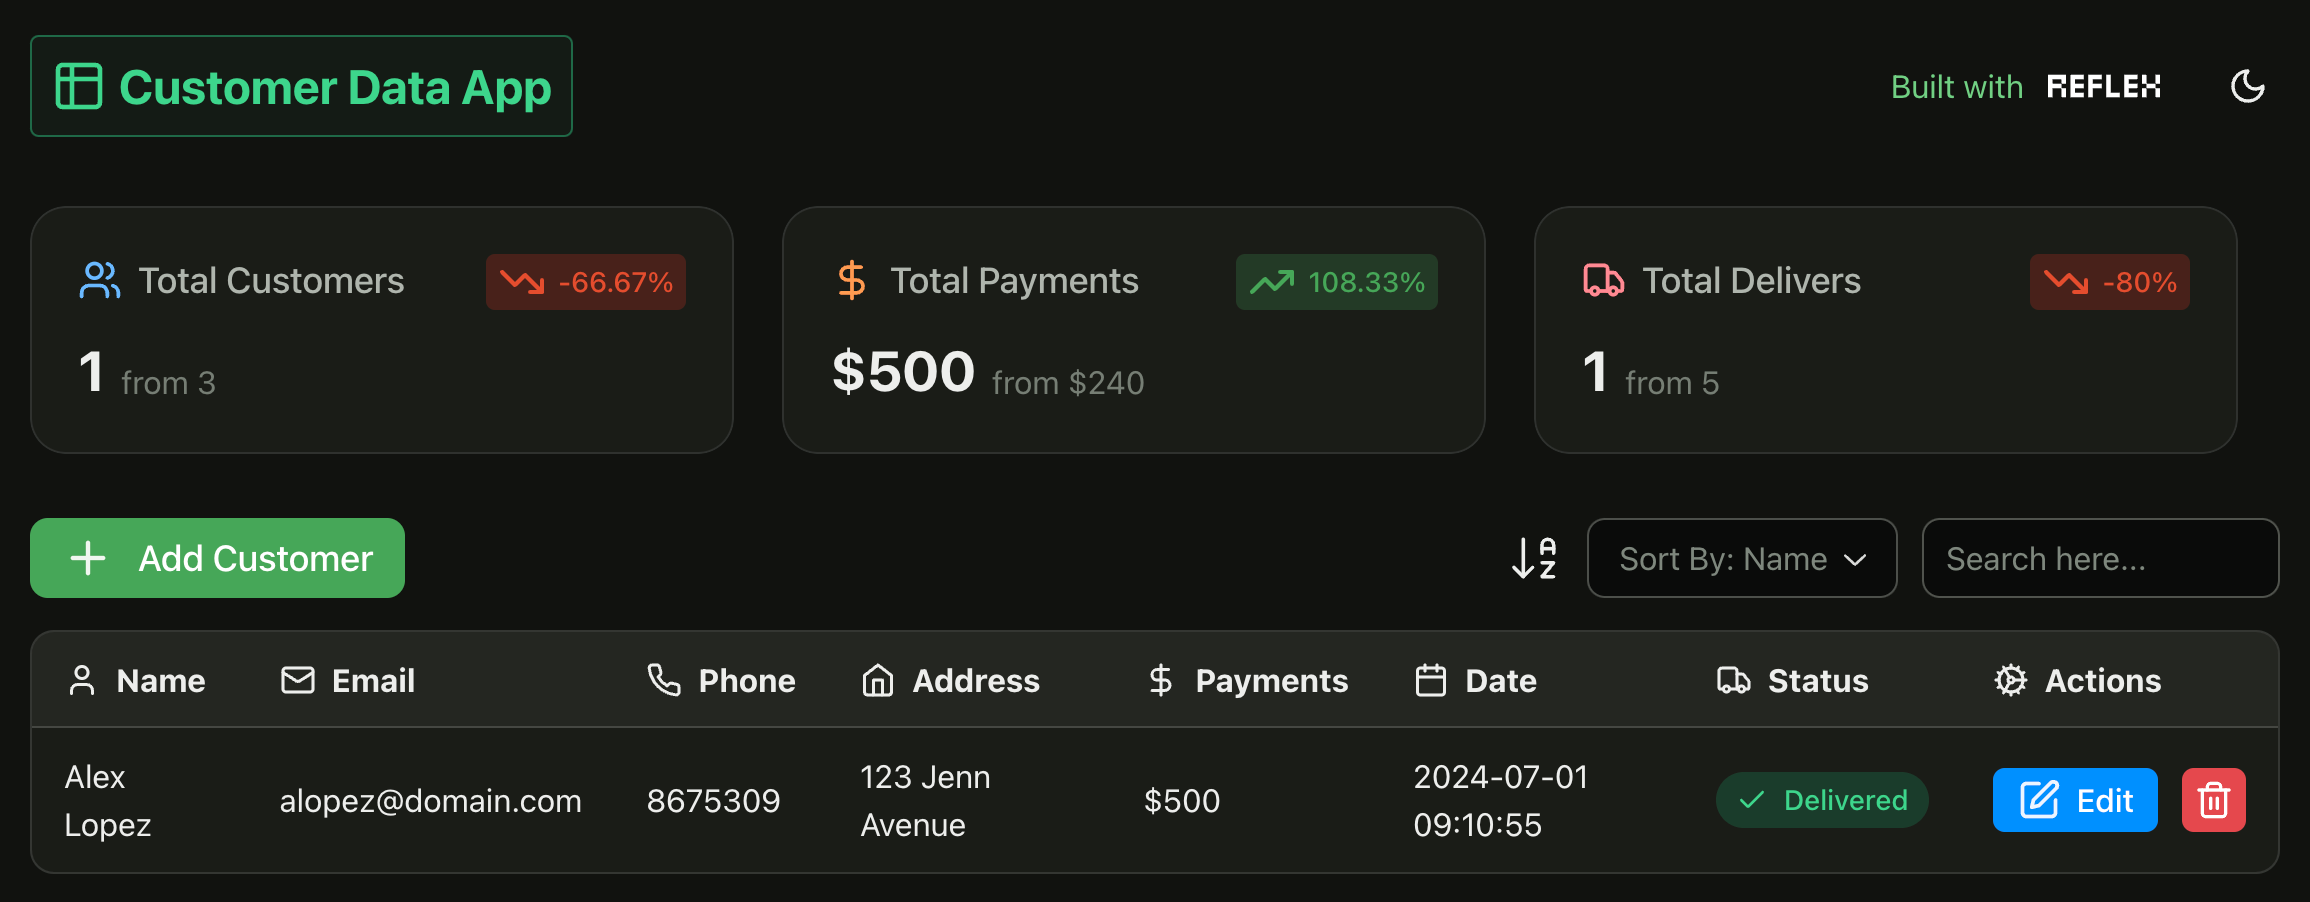 Customer Data App
Built with REFLEX
Total Customers -66.67%
1 from 3
Total Payments 108.33%
$500 from $240
Total Delivers -80%
1 from 5
Add Customer
A
Z
Sort By: Name
Search here...
Name Email Phone Address Payments Date Status Actions
Alex
Lopez
alopez@domain.com
8675309
123 Jenn
Avenue
$500
2024-07-01
09:10:55
Delivered
Edit